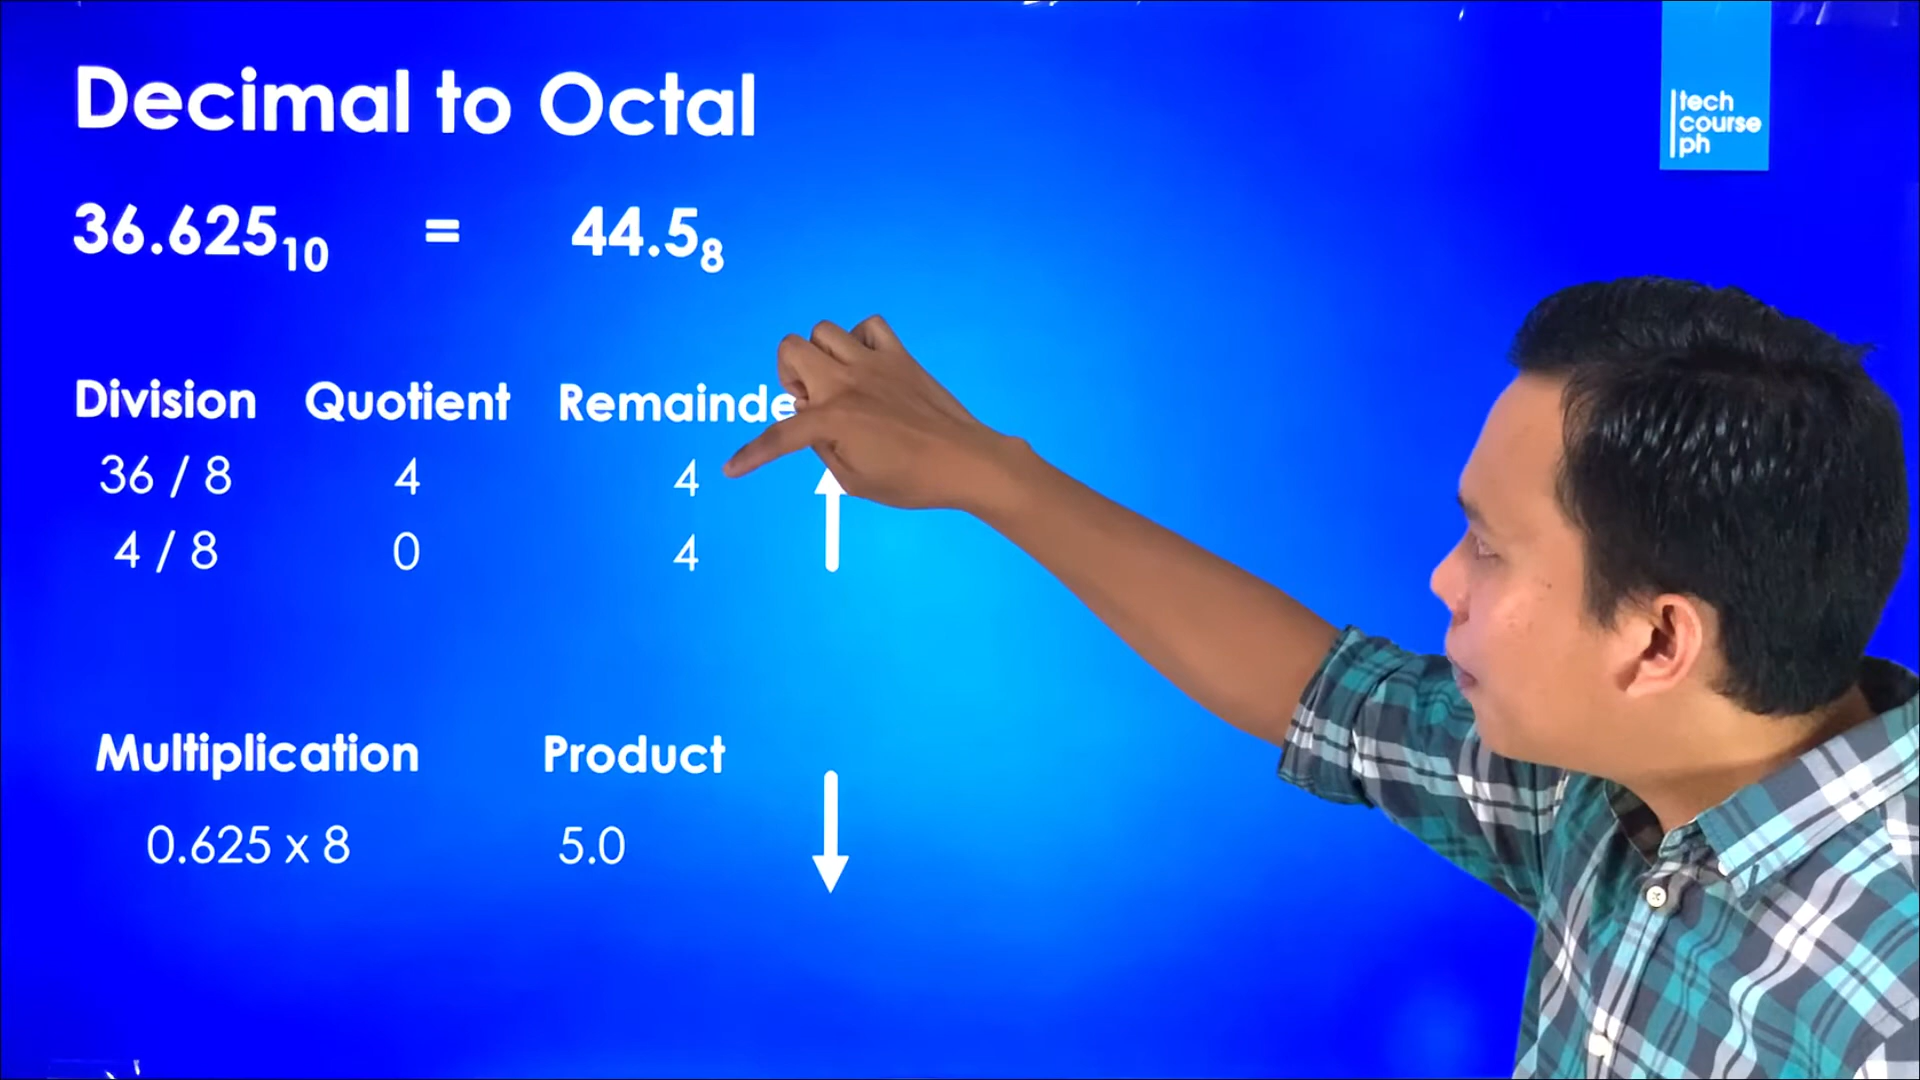 Decimal to Octal
tech
course
ph
36.625₁₀ = 44.5₈
Division Quotient Remainde
36 / 8 4 4
4 / 8 0 4
Multiplication Product
0.625 x 8 5.0